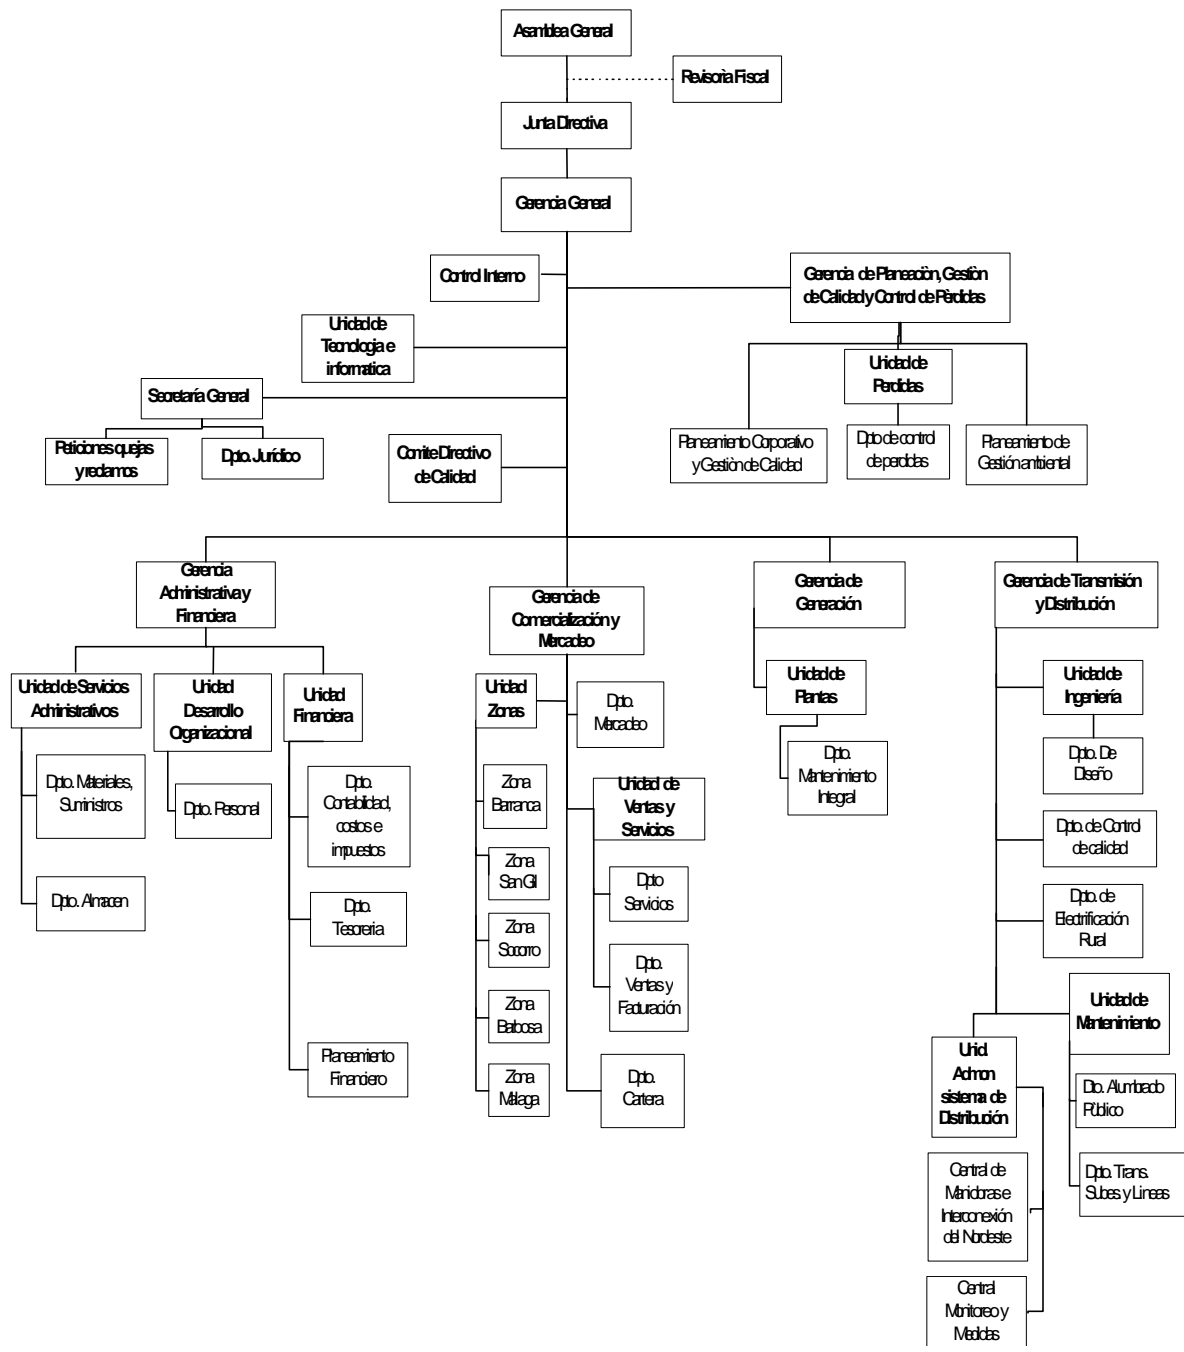 Asamblea General
Revisorìa Fiscal
Junta Directiva
Gerencia General
Control Interno
Gerencia de Planeaciòn, Gestiòn
de Calidad y Control de Pèrdidas
Unidad de
Tecnologia e
informatica
Unidad de
Perdidas
Secretaría General
Peticiones quejas
y reclamos
Dpto. Jurídico
Comite Directivo
de Calidad
Planeamiento Corporativo
y Gestiòn de Calidad
Dpto de control
de perdidas
Planeamiento de
Gestión ambiental
Gerencia
Administrativa y
Financiera
Gerencia de
Comercialización y
Mercadeo
Gerencia de
Generación
Gerencia de Transmisión
y Distribución
Unidad de Servicios
Administrativos
Unidad
Desarrollo
Organizacional
Unidad
Financiera
Unidad
Zonas
Dpto.
Mercadeo
Unidad de
Plantas
Unidad de
Ingeniería
Dpto. Materiales,
Suministros
Dpto. Personal
Dpto.
Contabilidad,
costos e
impuestos
Zona
Barranca
Unidad de
Ventas y
Servicios
Dpto.
Mantenimiento
Integral
Dpto. De
Diseño
Dpto. de Control
de calidad
Dpto. Almacen
Dpto.
Tesoreria
Zona
San Gil
Dpto
Servicios
Dpto. de
Electrificación
Rural
Zona
Socorro
Dpto.
Ventas y
Facturación
Unidad de
Mantenimiento
Planeamiento
Financiero
Zona
Barbosa
Zona
Málaga
Dpto.
Cartera
Unid.
Admon
sistema de
Distribución
Dto. Alumbrado
Pùblico
Dpto. Trans.
Subes. y Lineas
Central de
Manidoras e
Interconexión
del Nordeste
Central
Monitoreo y
Medidas